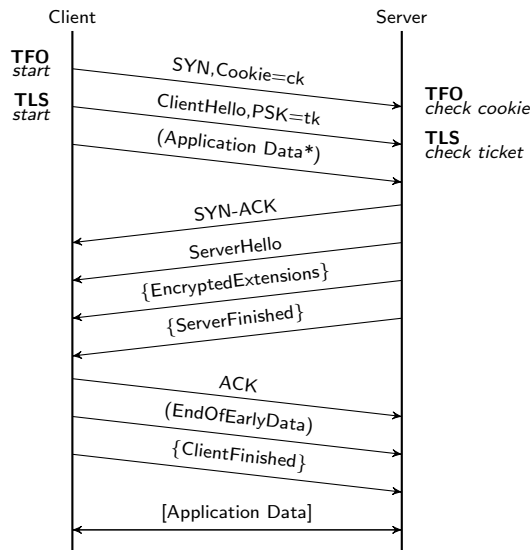 Client
Server
TFO
start
SYN,Cookie=ck
TFO
check cookie
TLS
start
ClientHello,PSK=tk
TLS
check ticket
(Application Data*)
SYN-ACK
ServerHello
{EncryptedExtensions}
{ServerFinished}
ACK
(EndOfEarlyData)
{ClientFinished}
[Application Data]